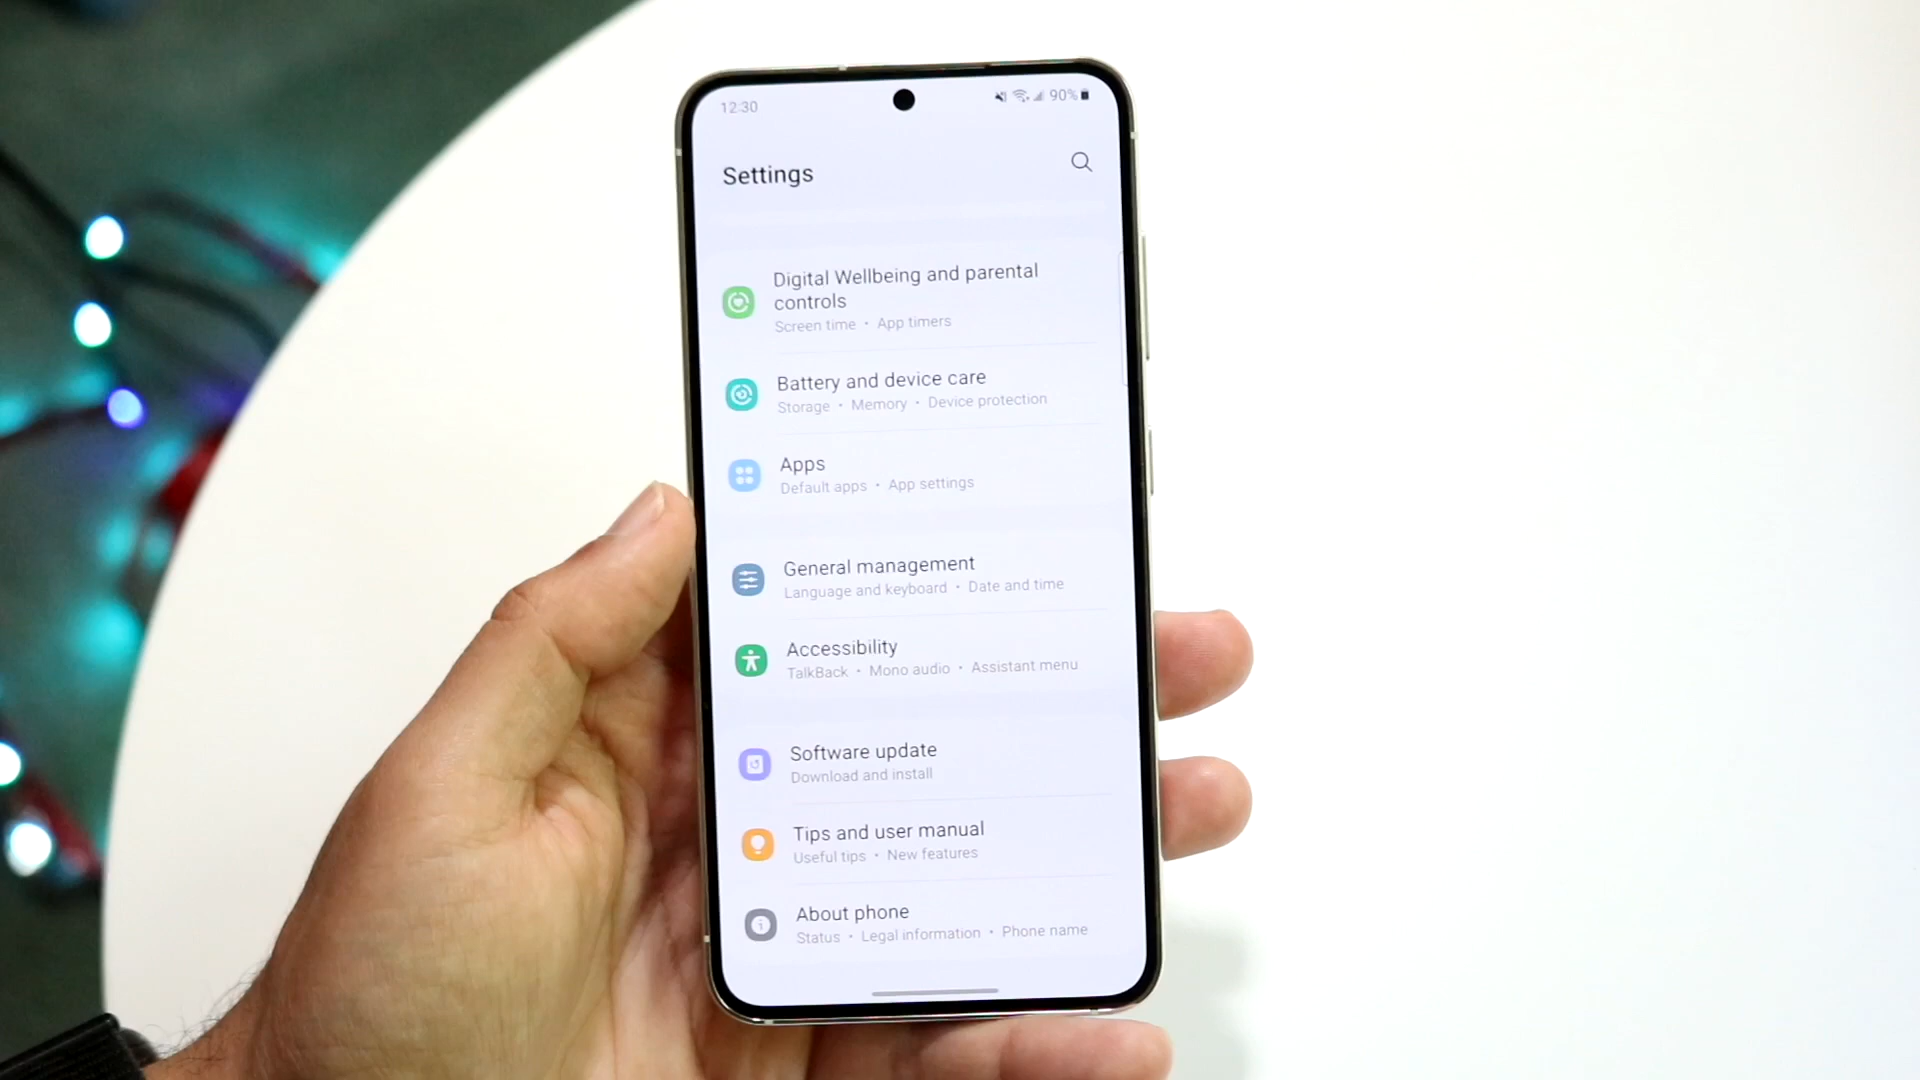 12:30
90%
Settings
Digital Wellbeing and parental
controls
Screen time • App timers
Battery and device care
Storage • Memory • Device protection
Apps
Default apps • App settings
General management
Language and keyboard • Date and time
Accessibility
TalkBack • Mono audio • Assistant menu
Software update
Download and install
Tips and user manual
Useful tips • New features
About phone
Status • Legal information • Phone name